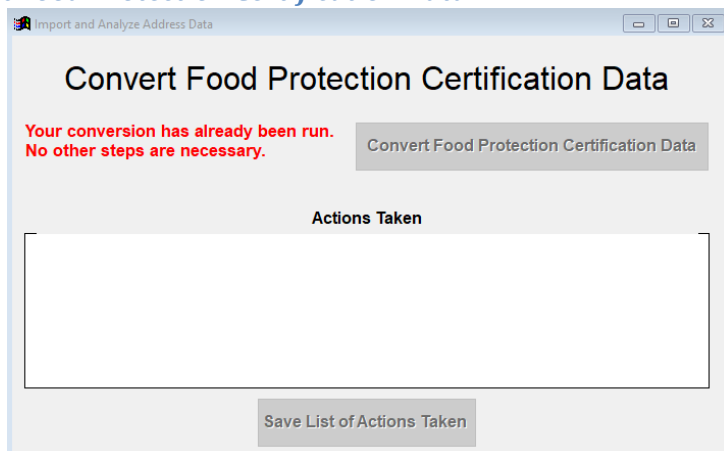 Import and Analyze Address Data
Convert Food Protection Certification Data
Your conversion has already been run.
No other steps are necessary.
Convert Food Protection Certification Data
Actions Taken
Save List of Actions Taken